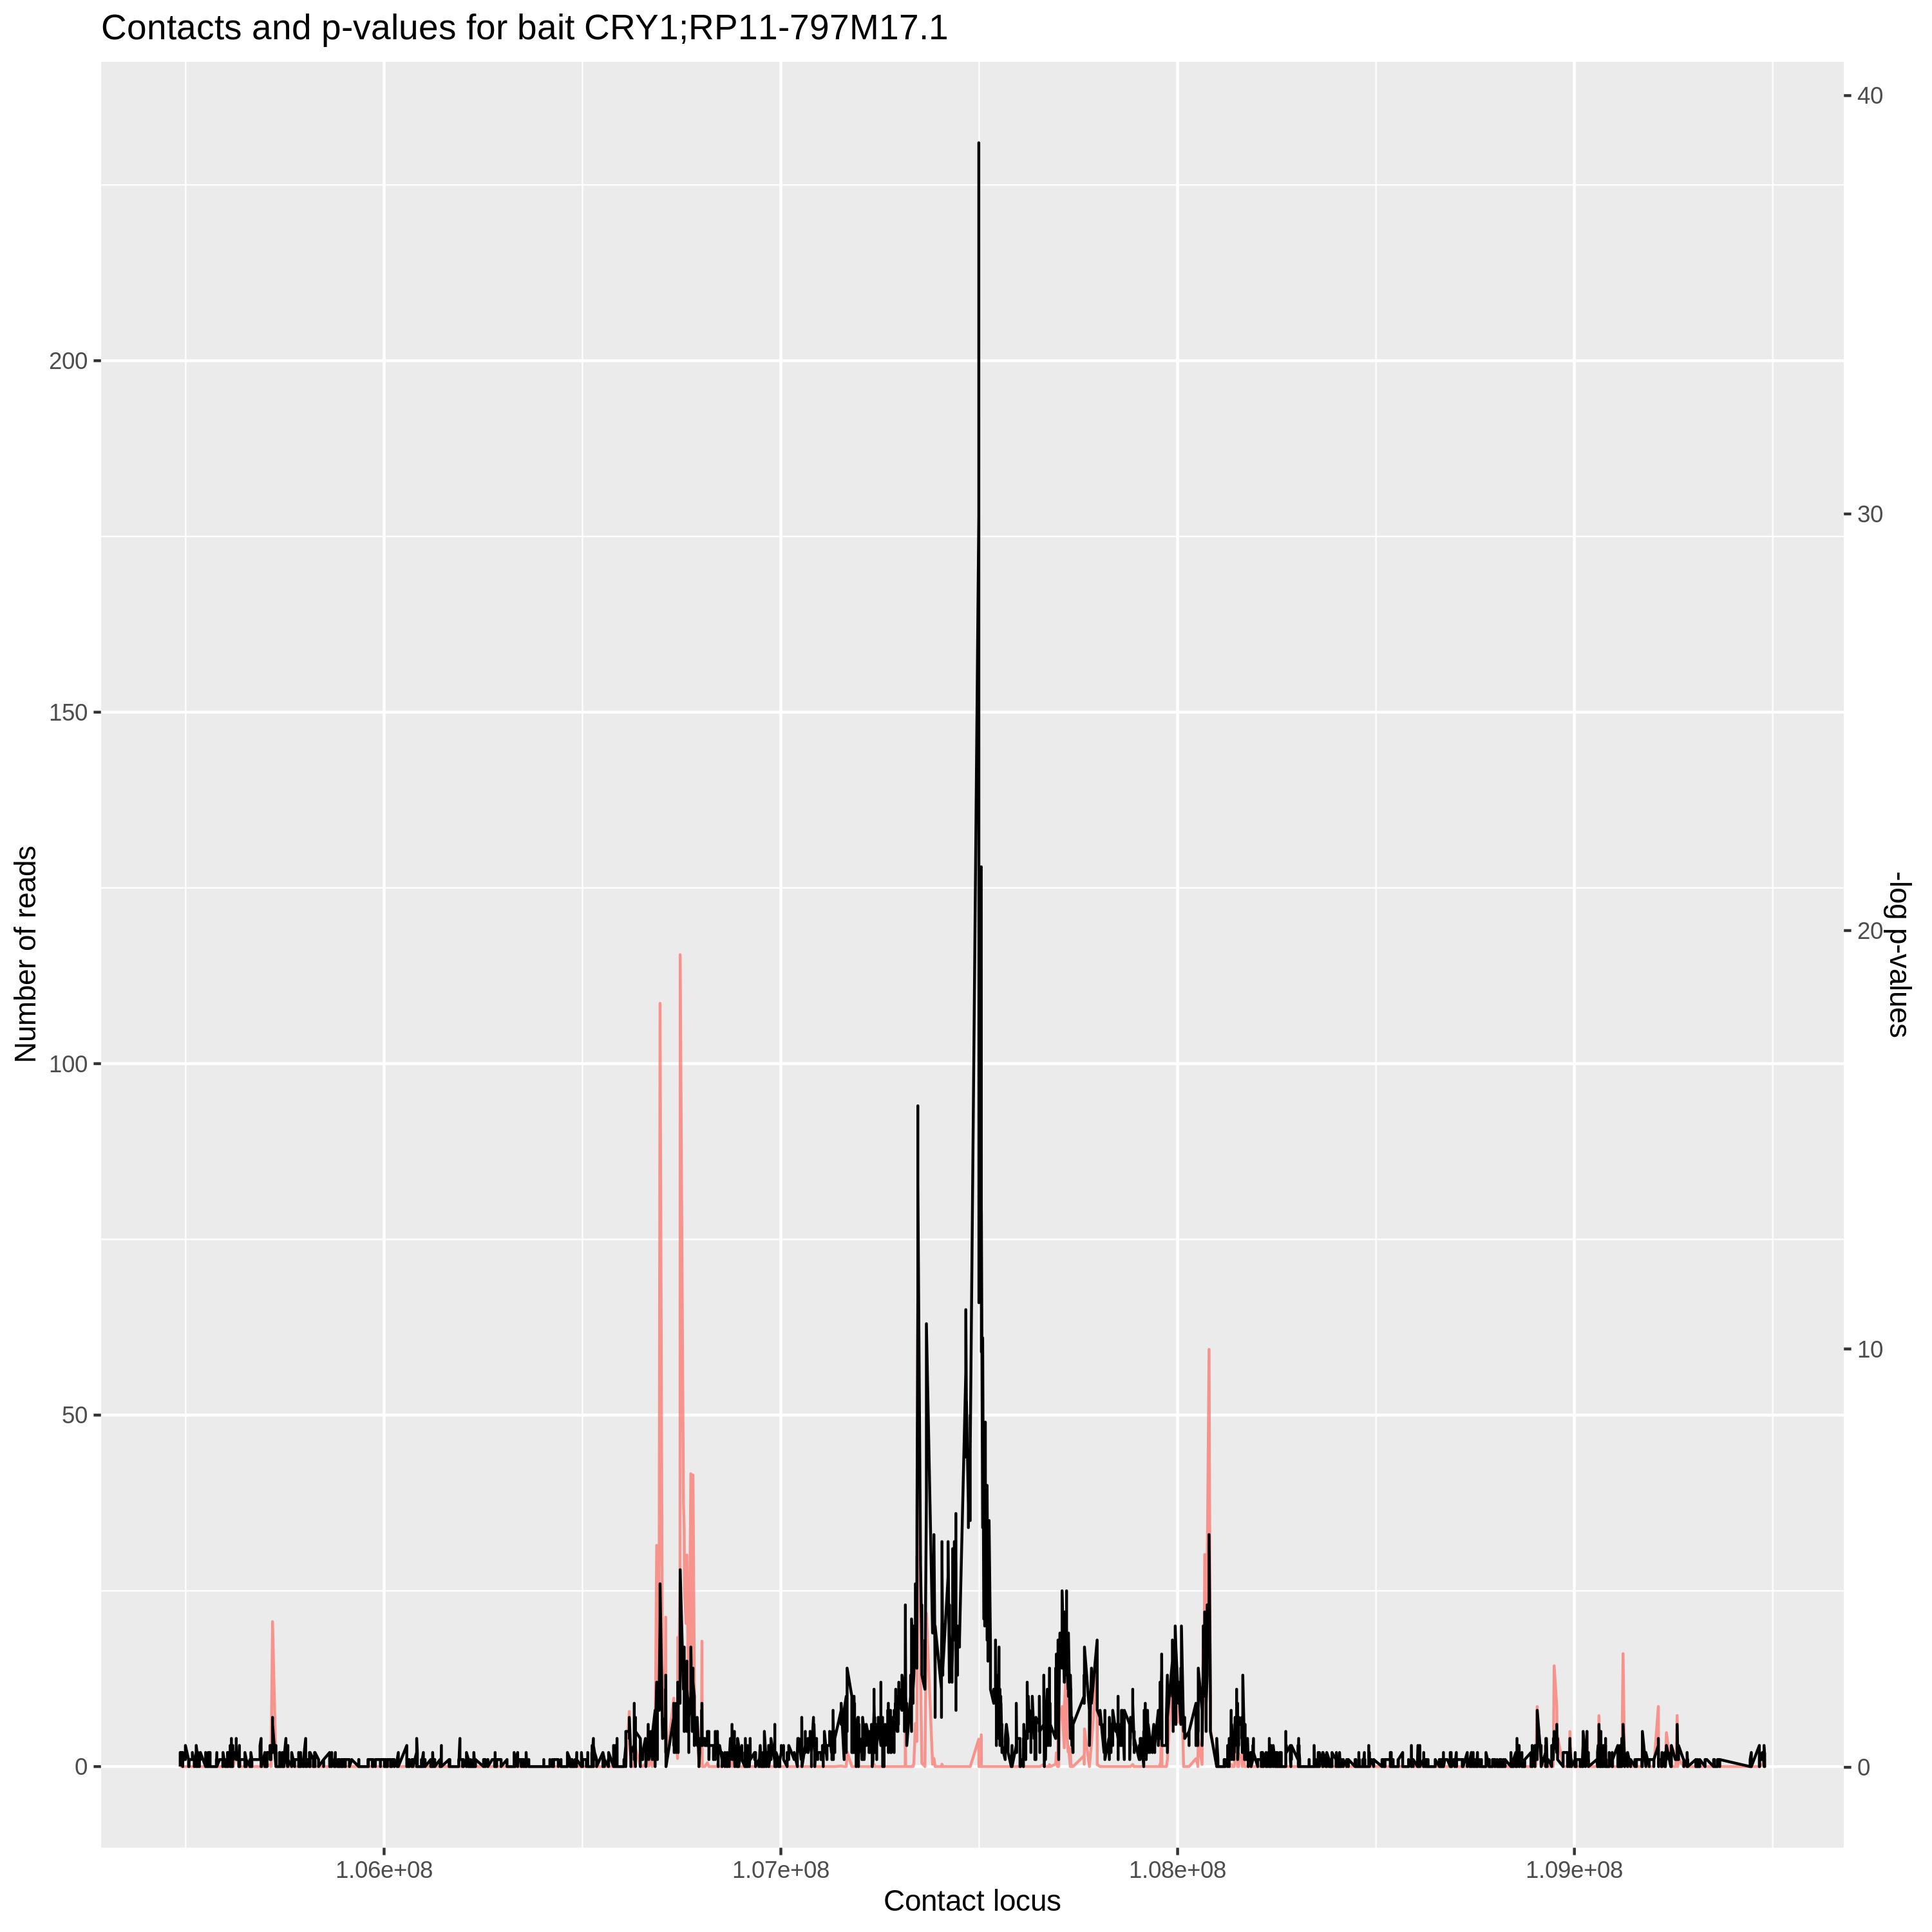 Contacts and p-values for bait CRY1;RP11-797M17.1
Number of reads
200
150
100
50
0
40
30
20
10
0
-log p-values
1.06e+08
1.07e+08
1.08e+08
1.09e+08
Contact locus